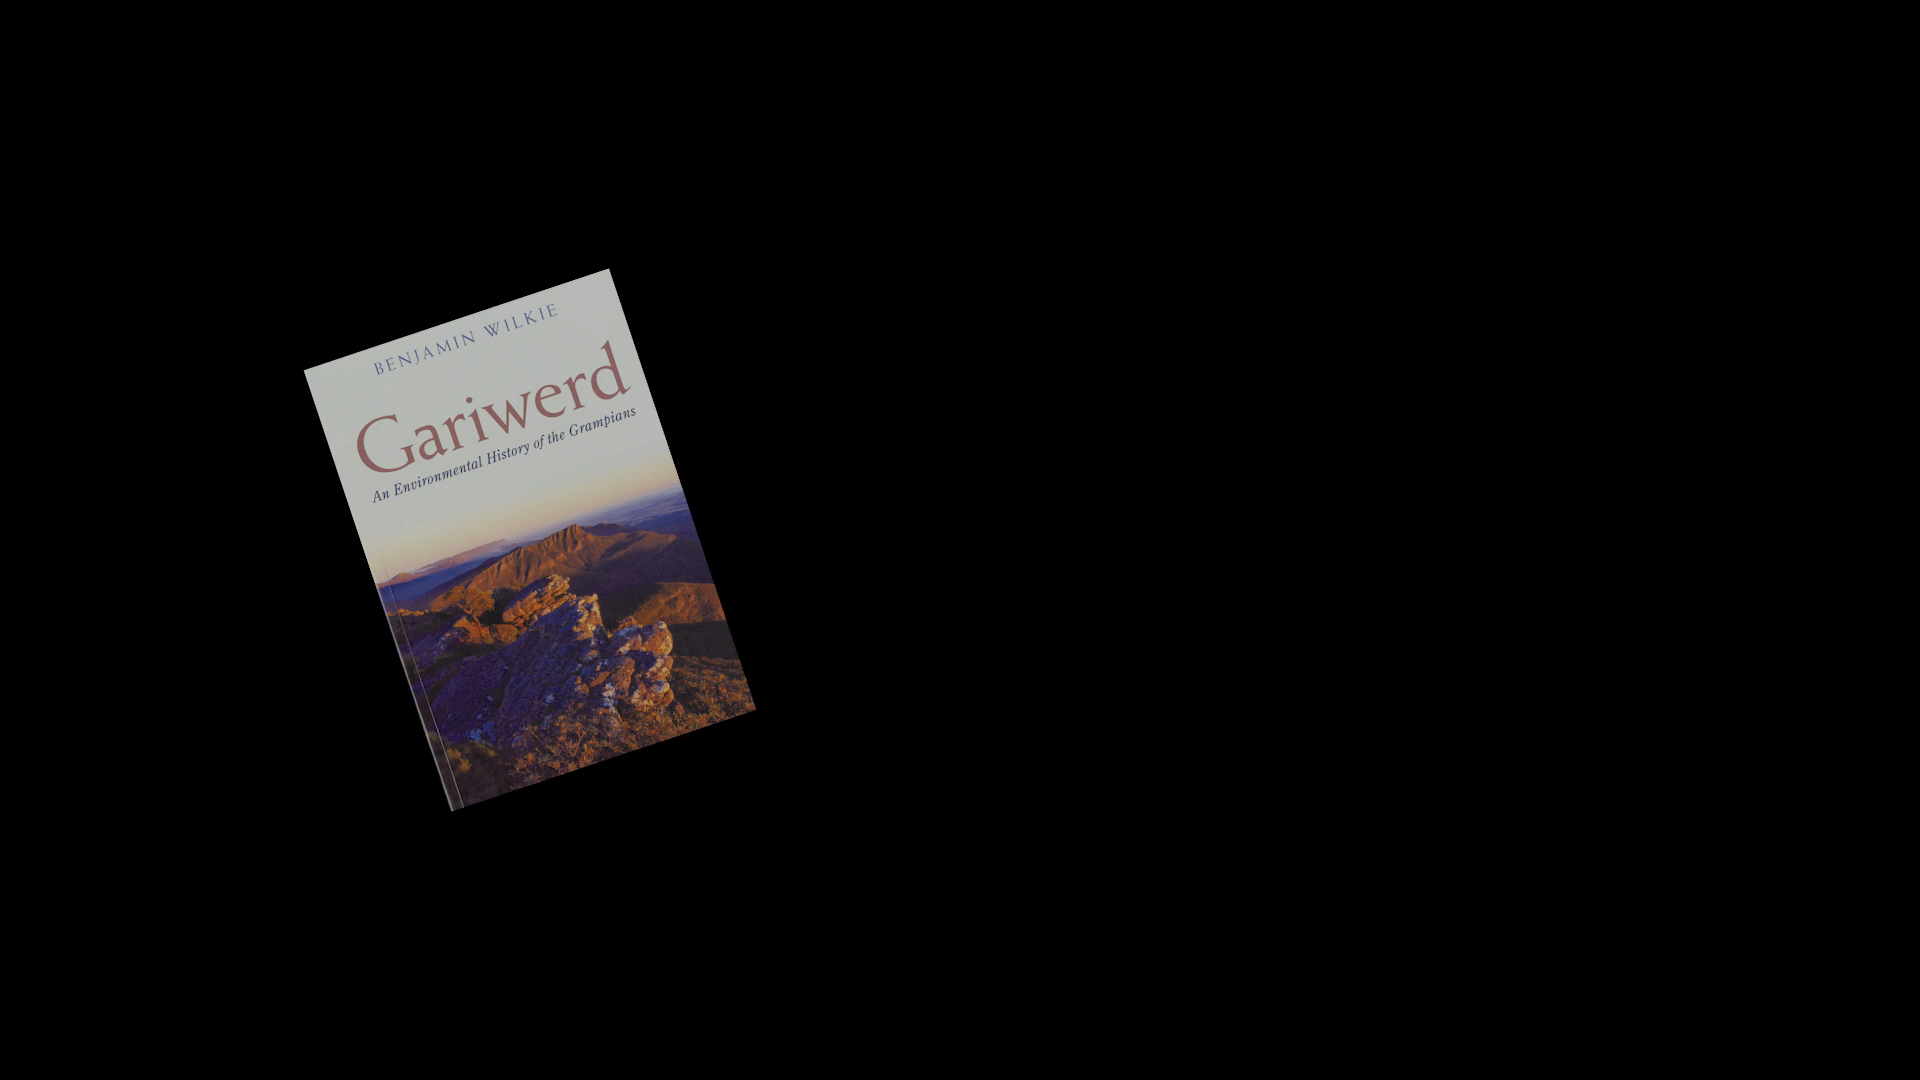 BENJAMIN WILKIE
Gariwerd
An Environmental History of the Grampians